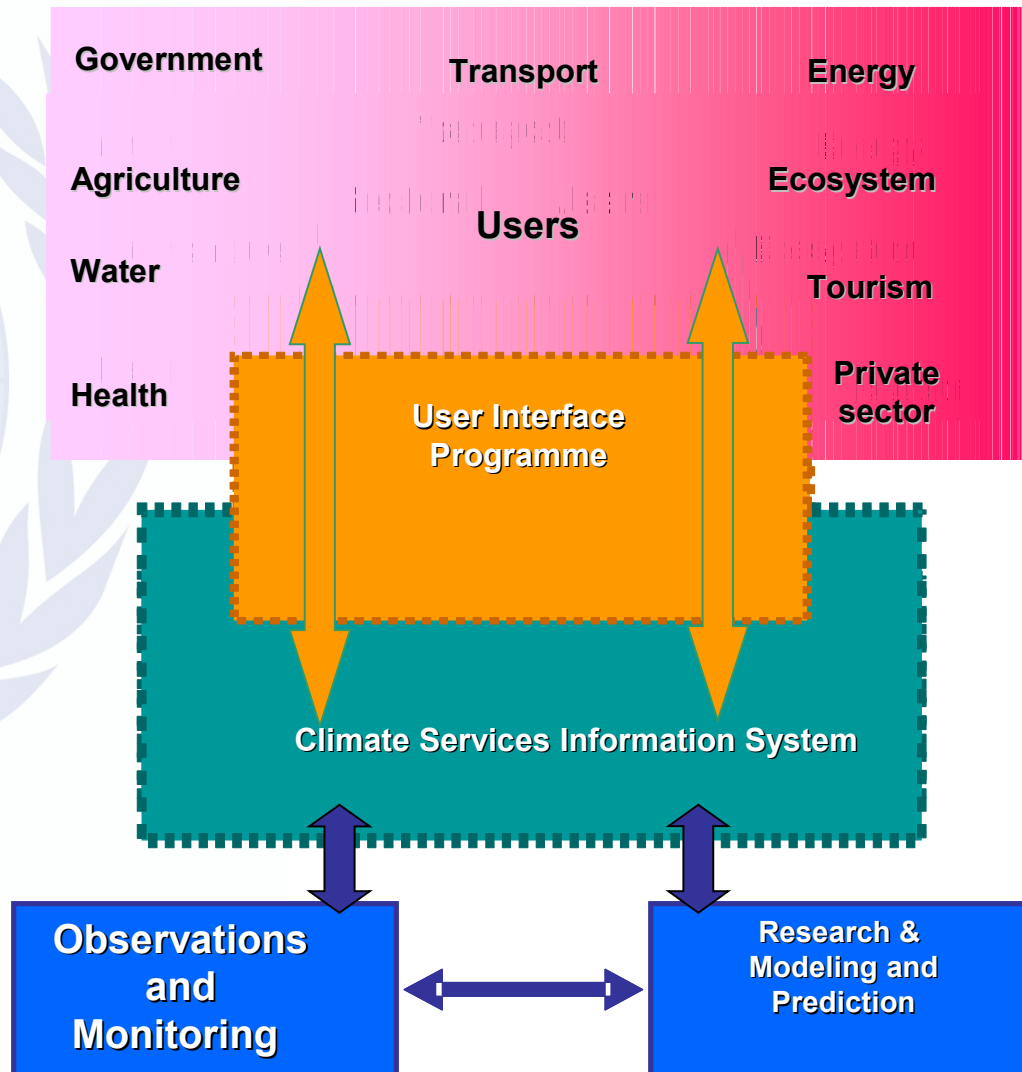 Government
Transport
Energy
Agriculture
Ecosystem
Users
Water
Tourism
Health
Private
sector
User Interface
Programme
Climate Services Information System
Observations
and
Monitoring
Research &
Modeling and
Prediction